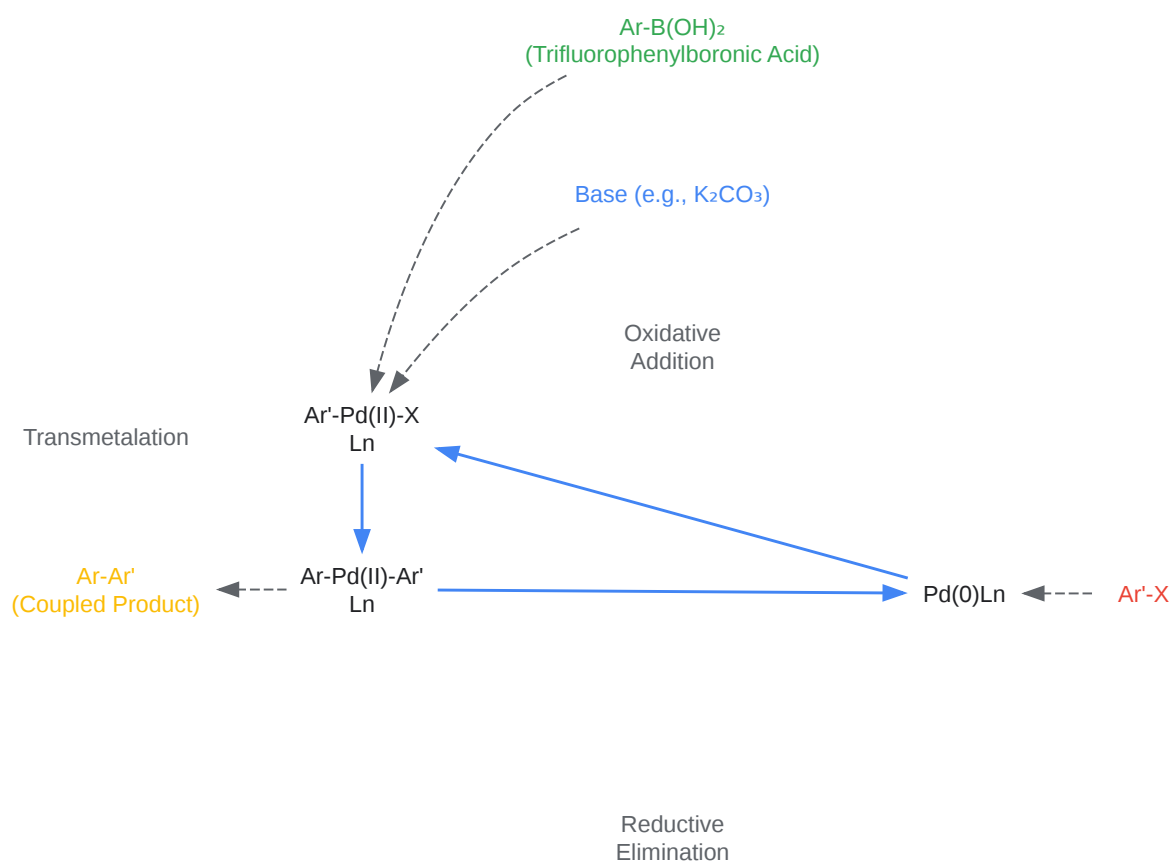 Ar-B(OH)₂
(Trifluorophenylboronic Acid)
Base (e.g., K₂CO₃)
Oxidative
Addition
Ar'-Pd(II)-X
Ln
Transmetalation
Ar-Ar'
(Coupled Product)
Ar-Pd(II)-Ar'
Ln
Pd(0)Ln
Ar'-X
Reductive
Elimination